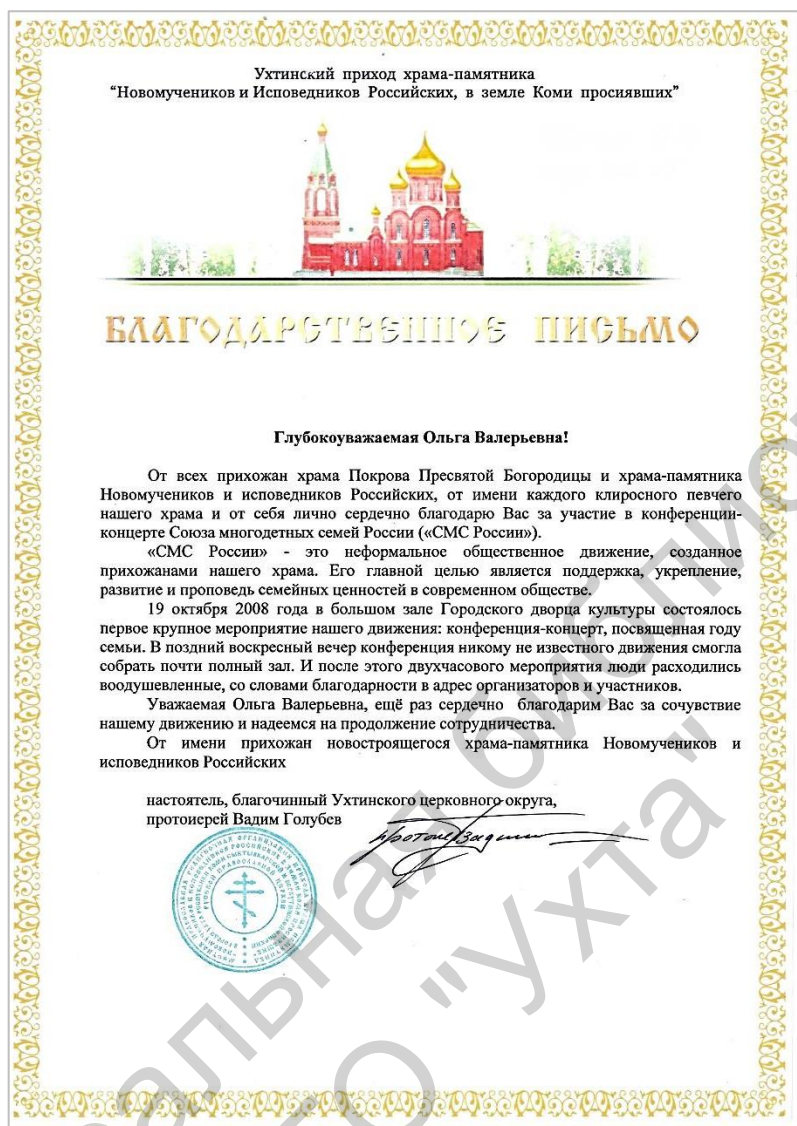 Ухтинский приход храма-памятника
“Новомучеников и Исповедников Российских, в земле Коми просиявших”
БЛАГОДАРСТВЕННОЕ ПИСЬМО
Глубокоуважаемая Ольга Валерьевна!
От всех прихожан храма Покрова Пресвятой Богородицы и храма-памятника
Новомучеников и исповедников Российских, от имени каждого клиросного певчего
нашего храма и от себя лично сердечно благодарю Вас за участие в конференции-
концерте Союза многодетных семей России («СМС России»).
«СМС России» - это неформальное общественное движение, созданное
прихожанами нашего храма. Его главной целью является поддержка, укрепление,
развитие и проповедь семейных ценностей в современном обществе.
19 октября 2008 года в большом зале Городского дворца культуры состоялось
первое крупное мероприятие нашего движения: конференция-концерт, посвященная году
семьи. В поздний воскресный вечер конференция никому не известного движения смогла
собрать почти полный зал. И после этого двухчасового мероприятия люди расходились
воодушевленные, со словами благодарности в адрес организаторов и участников.
Уважаемая Ольга Валерьевна, ещё раз сердечно благодарим Вас за сочувствие
нашему движению и надеемся на продолжение сотрудничества.
От имени прихожан новостроящегося храма-памятника Новомучеников и
исповедников Российских
настоятель, благочинный Ухтинского церковного округа,
протоиерей Вадим Голубев
"Ухта"